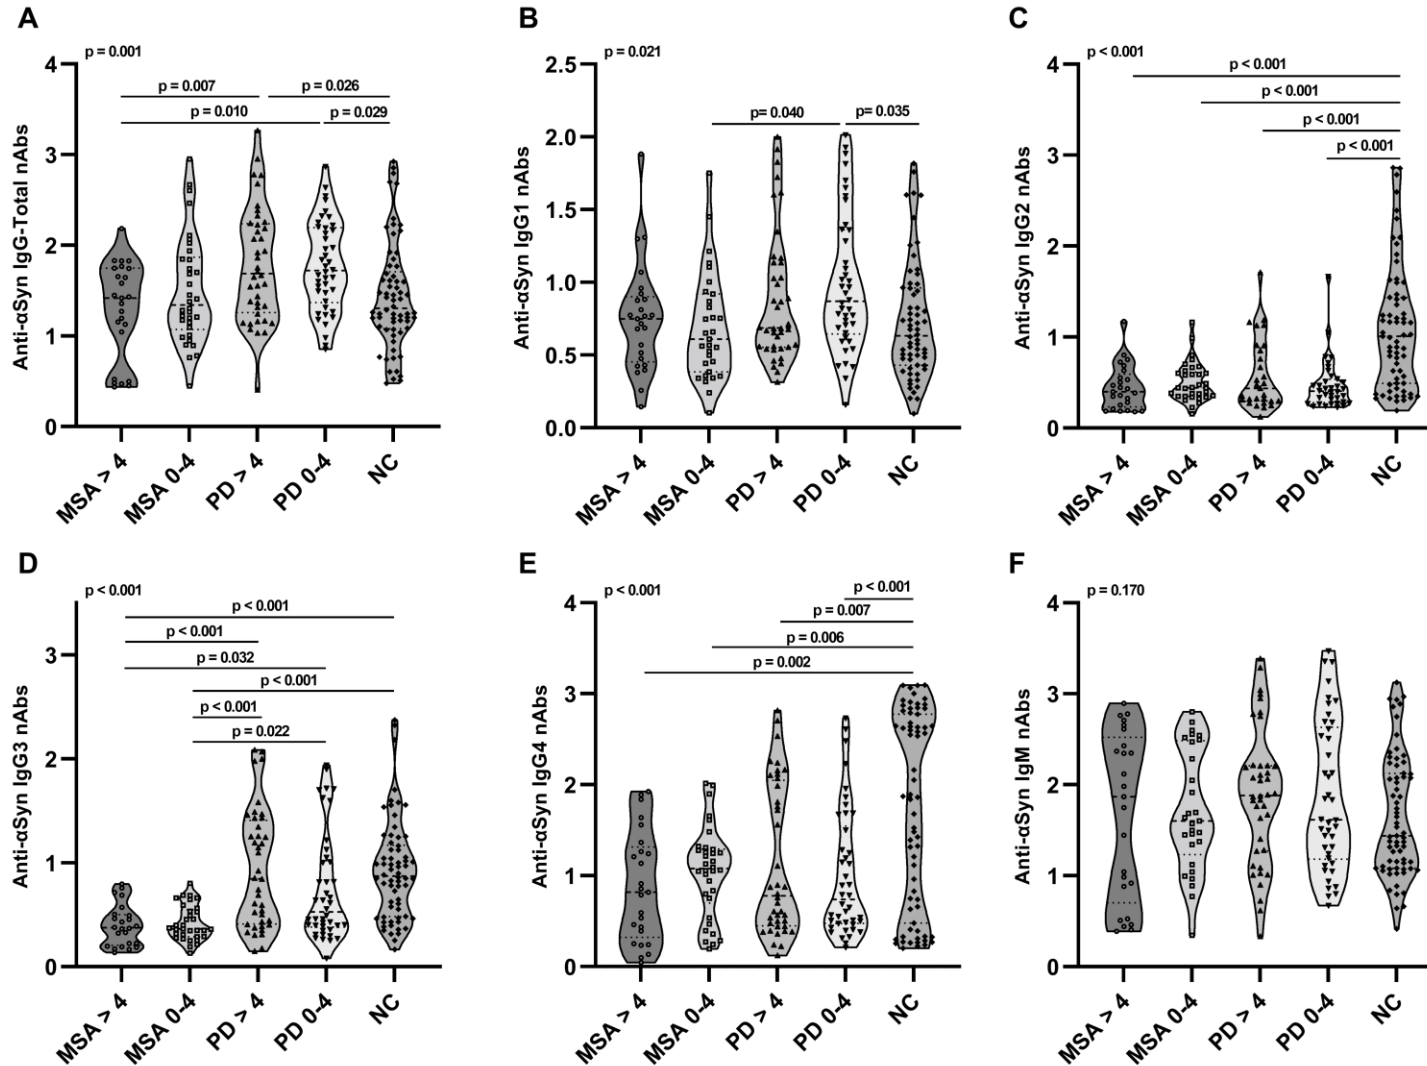 A
p = 0.001
p = 0.007
p = 0.026
p = 0.010
p = 0.029
Anti-αSyn IgG-Total nAbs
4
3
2
1
0
MSA > 4
MSA 0-4
PD > 4
PD 0-4
NC
B
p = 0.021
p= 0.040
p= 0.035
Anti-αSyn IgG1 nAbs
2.5
2.0
1.5
1.0
0.5
0.0
MSA > 4
MSA 0-4
PD > 4
PD 0-4
NC
C
p < 0.001
p < 0.001
p < 0.001
p < 0.001
p < 0.001
Anti-αSyn IgG2 nAbs
4
3
2
1
0
MSA > 4
MSA 0-4
PD > 4
PD 0-4
NC
D
p < 0.001
p < 0.001
p < 0.001
p = 0.032
p < 0.001
p < 0.001
p = 0.022
Anti-αSyn IgG3 nAbs
3
2
1
0
MSA > 4
MSA 0-4
PD > 4
PD 0-4
NC
E
p < 0.001
p < 0.001
p = 0.007
p = 0.006
p = 0.002
Anti-αSyn IgG4 nAbs
4
3
2
1
0
MSA > 4
MSA 0-4
PD > 4
PD 0-4
NC
F
p = 0.170
Anti-αSyn IgM nAbs
4
3
2
1
0
MSA > 4
MSA 0-4
PD > 4
PD 0-4
NC